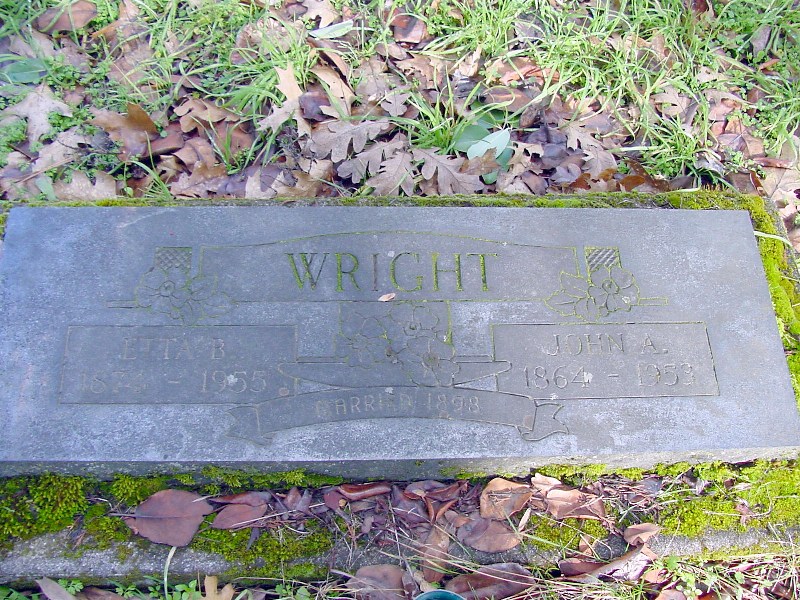 WRIGHT
ETTA B.
- 1955
JOHN A.
1864 - 1953
MARRIED 1898